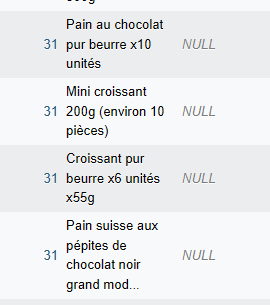 31 Pain au chocolat NULL
pur beurre x10
unités
31 Mini croissant NULL
200g (environ 10
pièces)
31 Croissant pur NULL
beurre x6 unités
x55g
31 Pain suisse aux NULL
pépites de
chocolat noir
grand mod...